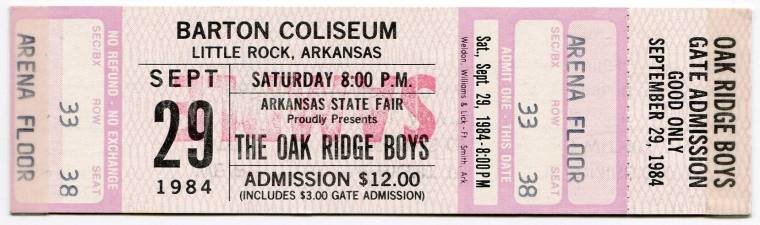 ARENA FLOOR
SEC/BX
33
ROW
38
SEAT
NO REFUND - NO EXCHANGE
BARTON COLISEUM
LITTLE ROCK, ARKANSAS
SEPT
29
1984
SATURDAY 8:00 P.M.
ARKANSAS STATE FAIR
Proudly Presents
THE OAK RIDGE BOYS
ADMISSION $12.00
(INCLUDES $3.00 GATE ADMISSION)
Sat., Sept. 29, 1984-8:00 PM
Weldon, Williams & Lick - Ft. Smith, Ark
ADMIT ONE - THIS DATE
SEC/BX
33
ROW
38
SEAT
ARENA FLOOR
OAK RIDGE BOYS
GATE ADMISSION
GOOD ONLY
SEPTEMBER 29, 1984